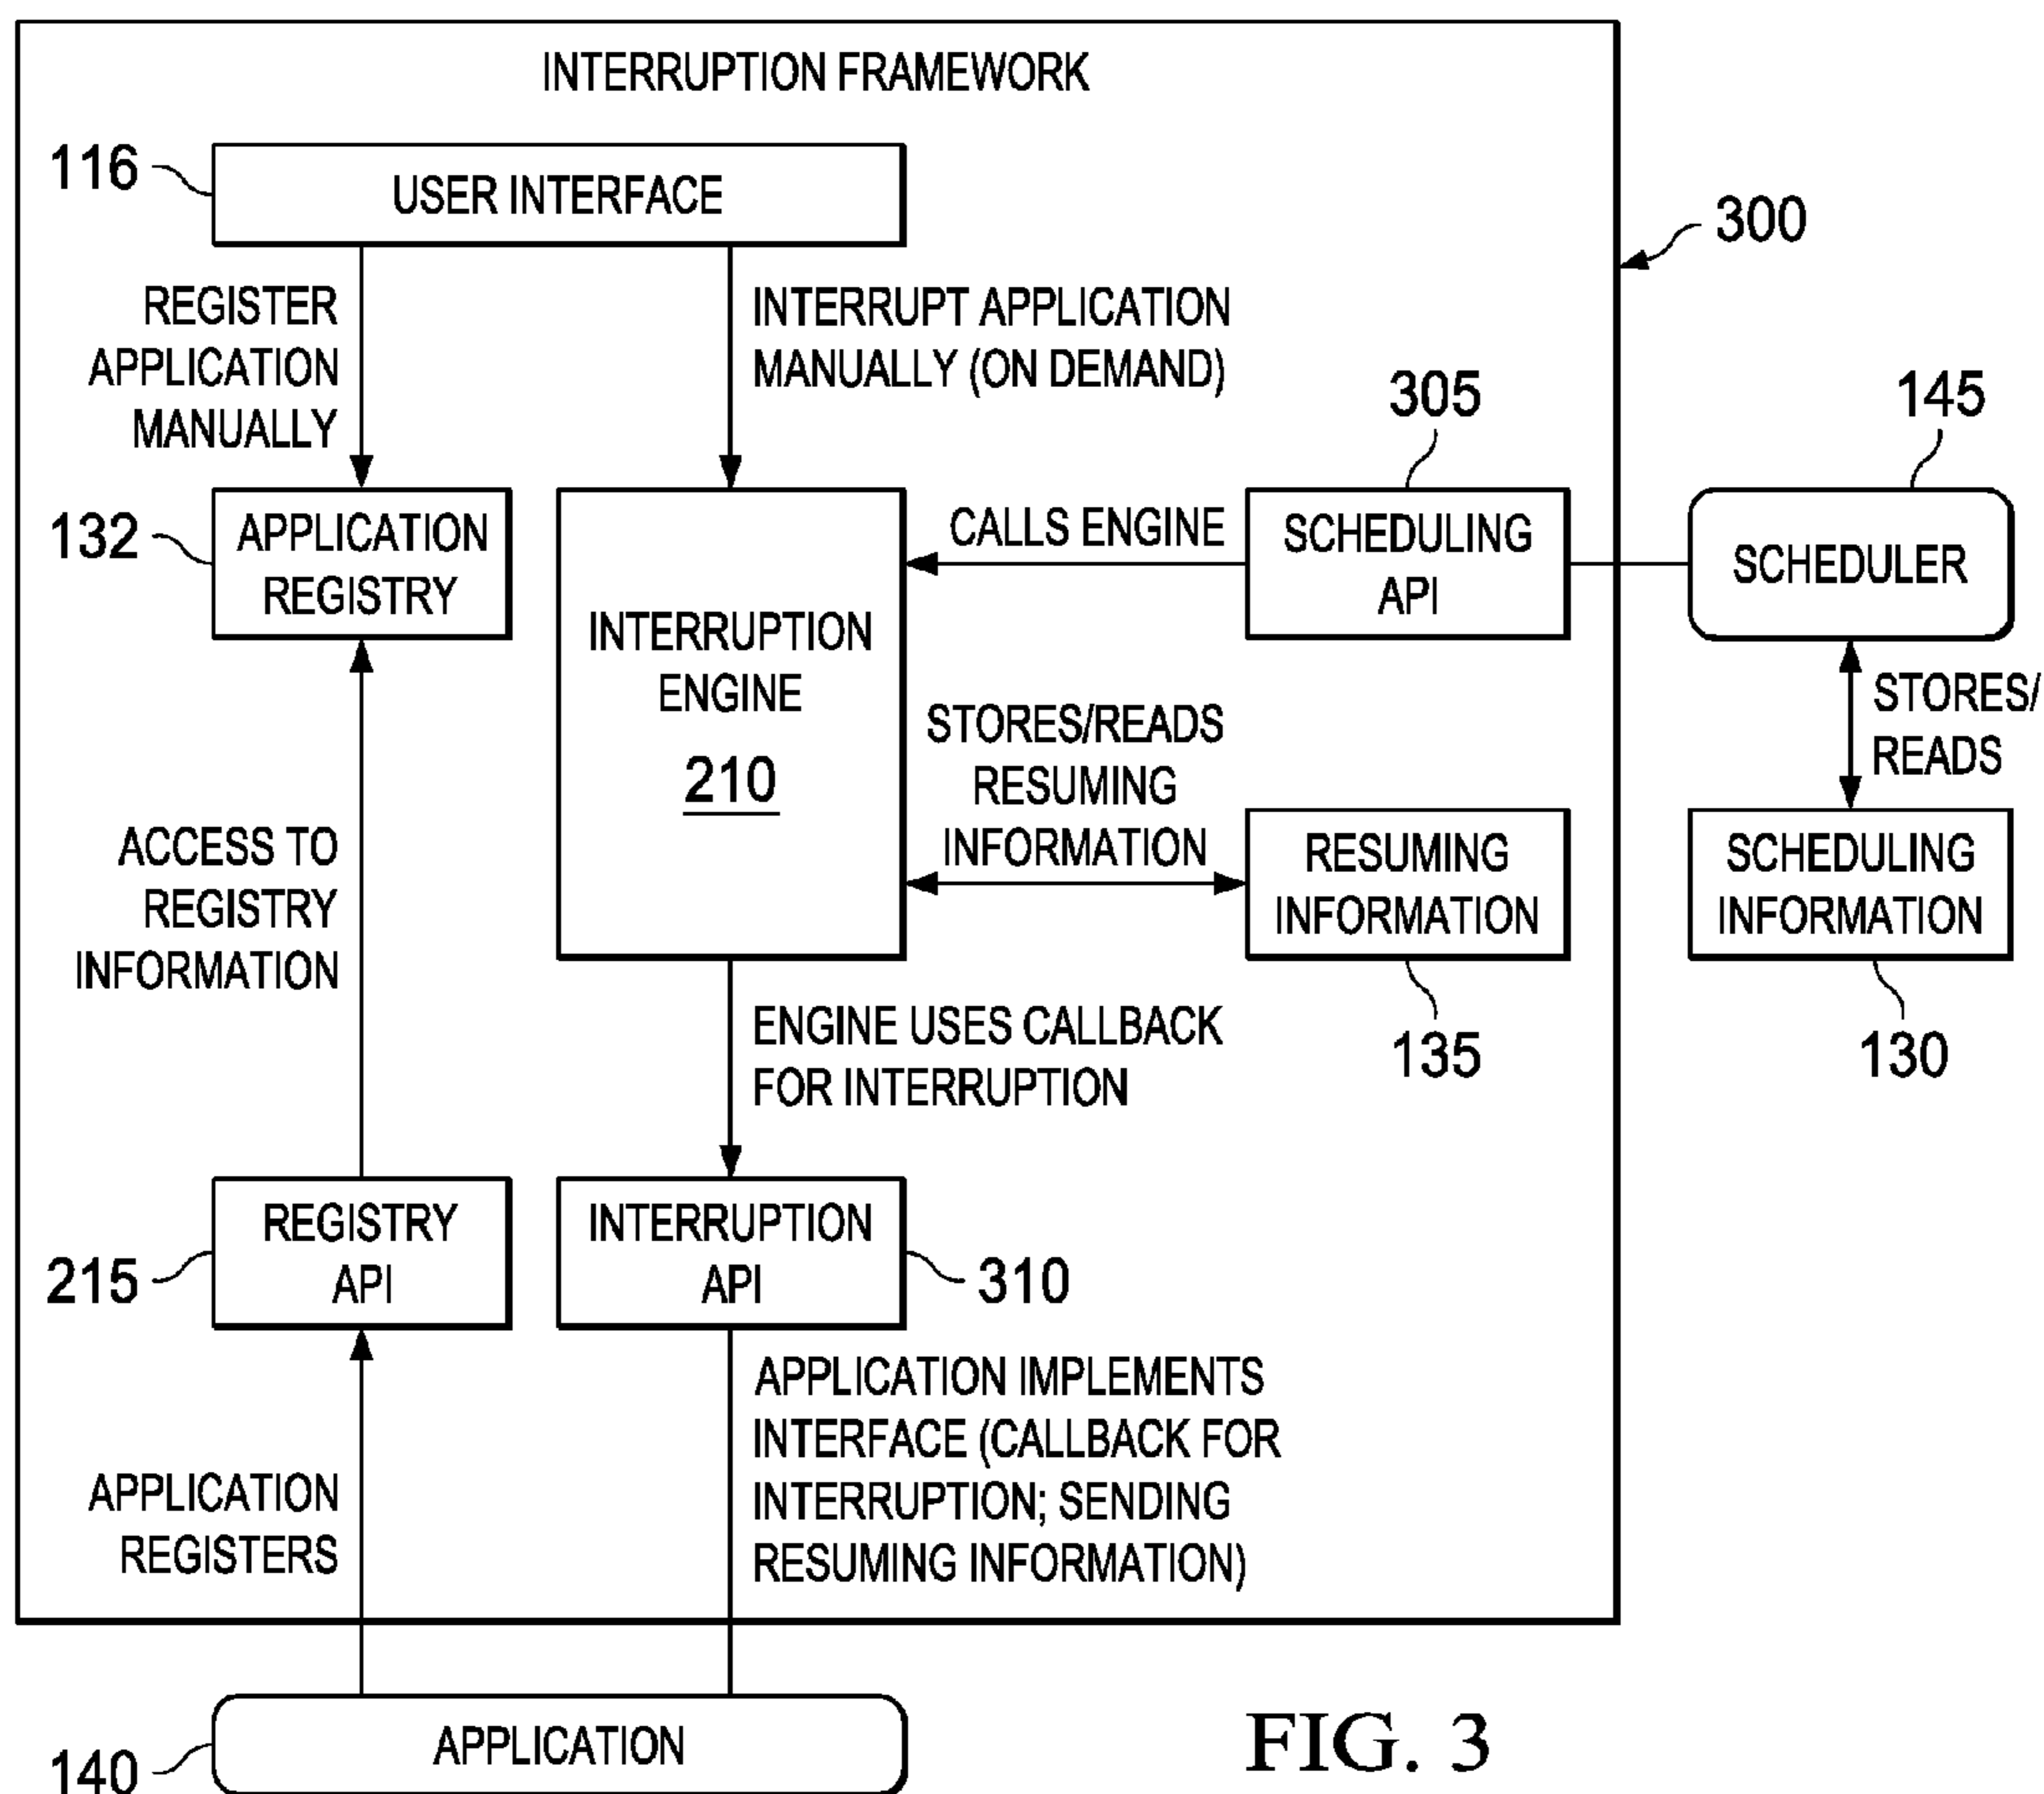 INTERRUPTION FRAMEWORK
116
USER INTERFACE
300
REGISTER
APPLICATION
MANUALLY
INTERRUPT APPLICATION
MANUALLY (ON DEMAND)
305
145
132
APPLICATION
REGISTRY
CALLS ENGINE
SCHEDULING
API
SCHEDULER
INTERRUPTION
ENGINE
210
STORES/READS
RESUMING
INFORMATION
STORES/
READS
ACCESS TO
REGISTRY
INFORMATION
RESUMING
INFORMATION
SCHEDULING
INFORMATION
135
130
ENGINE USES CALLBACK
FOR INTERRUPTION
215
REGISTRY
API
INTERRUPTION
API
310
APPLICATION
REGISTERS
APPLICATION IMPLEMENTS
INTERFACE (CALLBACK FOR
INTERRUPTION; SENDING
RESUMING INFORMATION)
140
APPLICATION
FIG. 3